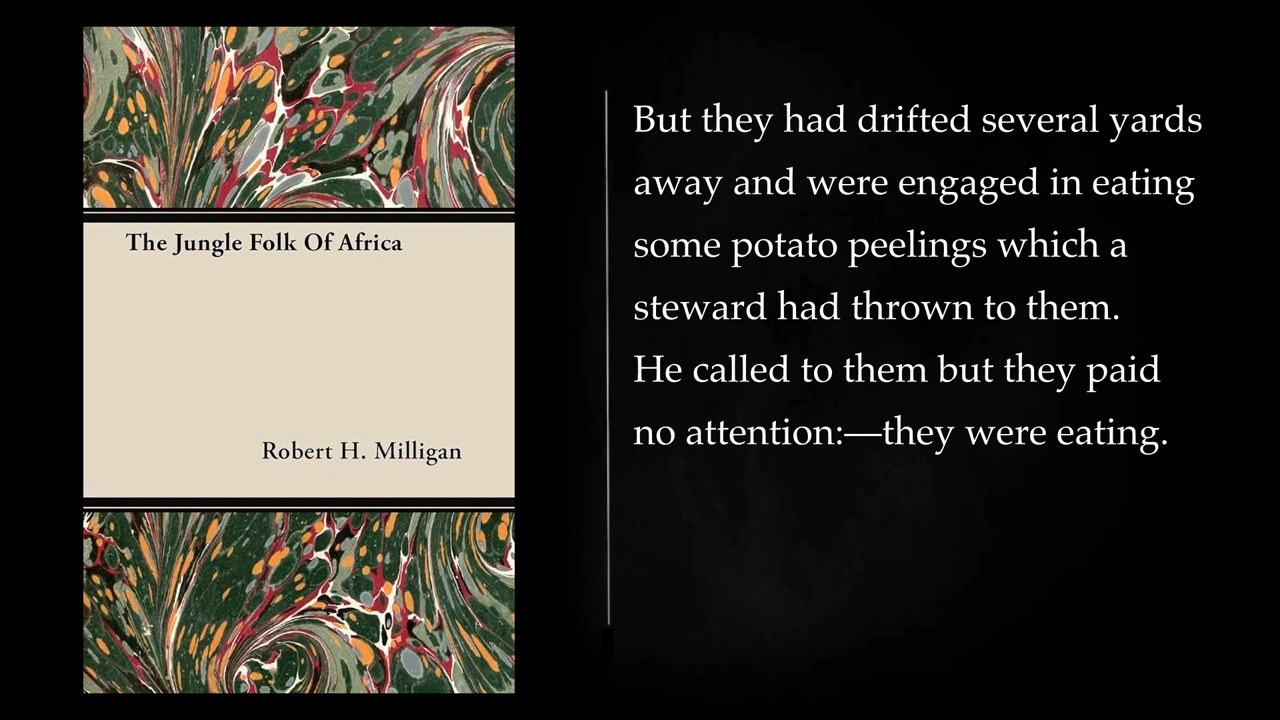 The Jungle Folk Of Africa
Robert H. Milligan
But they had drifted several yards
away and were engaged in eating
some potato peelings which a
steward had thrown to them.
He called to them but they paid
no attention:—they were eating.